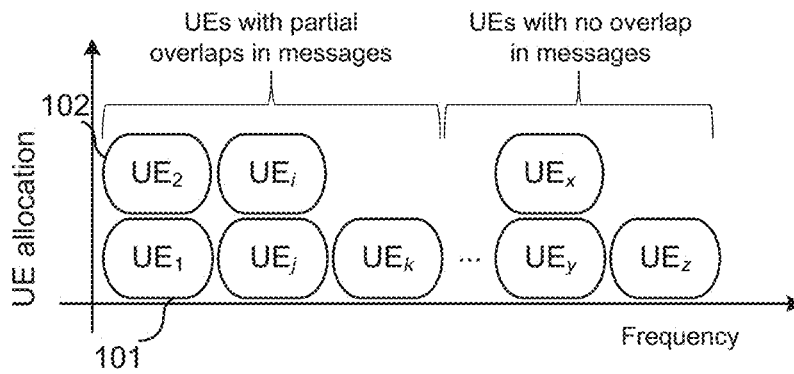 UEs with partial
overlaps in messages
UEs with no overlap
in messages
102
UE allocation
UE2 UEi UEx
UE1 UEj UEk ... UEy UEz
101
Frequency